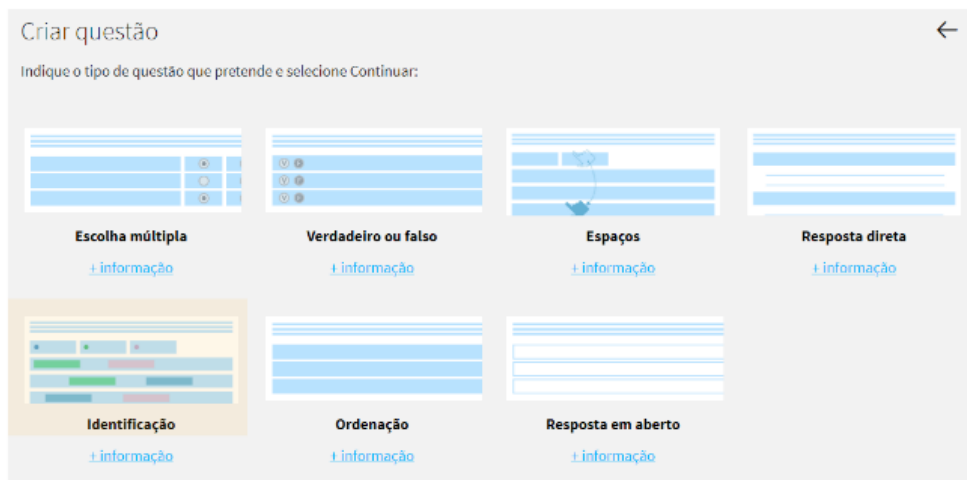 Criar questão
Indique o tipo de questão que pretende e selecione Continuar:
Escolha múltipla
Verdadeiro ou falso
Espaços
Resposta direta
+ informação
+ informação
+ informação
+ informação
Identificação
Ordenação
Resposta em aberto
+ informação
+ informação
+ informação